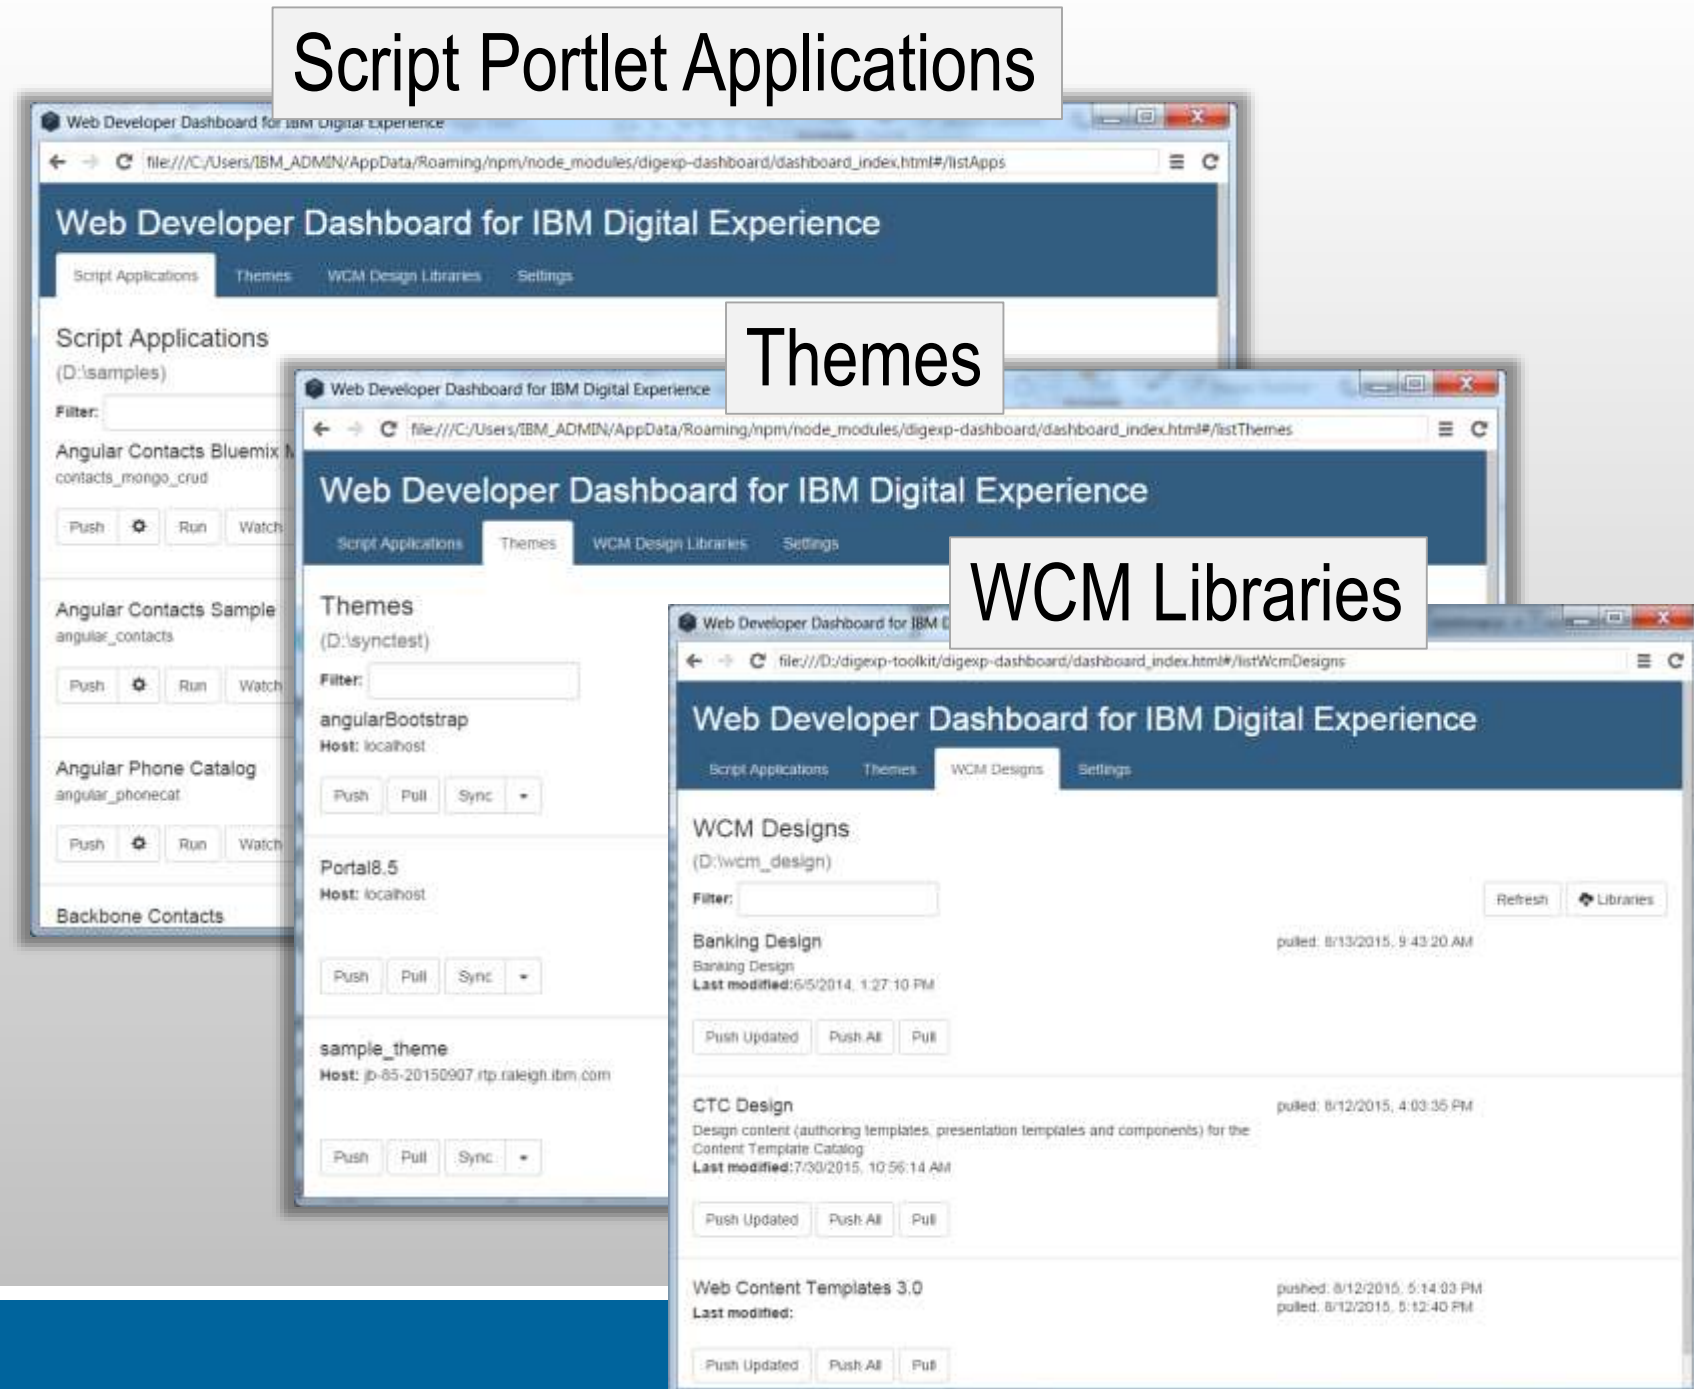 Script Portlet Applications
Web Developer Dashboard for IBM Digital Experience
file:///C:/Users/IBM_ADMIN/AppData/Roaming/npm/node_modules/digexp-dashboard/dashboard_index.html#/listApps
Web Developer Dashboard for IBM Digital Experience
Script Applications Themes WCM Design Libraries Settings
Script Applications
(D:\samples)
Filter:
Angular Contacts Bluemix
contacts_mongo_crud
Push Run Watch
Angular Contacts Sample
angular_contacts
Push Run Watch
Angular Phone Catalog
angular_phonecat
Push Run Watch
Backbone Contacts
Themes
Web Developer Dashboard for IBM Digital Experience
file:///C:/Users/IBM_ADMIN/AppData/Roaming/npm/node_modules/digexp-dashboard/dashboard_index.html#/listThemes
Web Developer Dashboard for IBM Digital Experience
Script Applications Themes WCM Design Libraries Settings
Themes
(D:\synctest)
Filter:
angularBootstrap
Host: localhost
Push Pull Sync
Portal8.5
Host: localhost
Push Pull Sync
sample_theme
Host: jb-85-20150907.rtp.raleigh.ibm.com
Push Pull Sync
WCM Libraries
Web Developer Dashboard for IBM
file:///D:/digexp-toolkit/digexp-dashboard/dashboard_index.html#/listWcmDesigns
Web Developer Dashboard for IBM Digital Experience
Script Applications Themes WCM Designs Settings
WCM Designs
(D:\wcm_design)
Filter: Refresh Libraries
Banking Design pulled: 8/13/2015, 9:43:20 AM
Banking Design
Last modified:6/5/2014, 1:27:10 PM
Push Updated Push All Pull
CTC Design pulled: 8/12/2015, 4:03:35 PM
Design content (authoring templates, presentation templates and components) for the
Content Template Catalog
Last modified:7/30/2015, 10:56:14 AM
Push Updated Push All Pull
Web Content Templates 3.0 pushed: 8/12/2015, 5:14:03 PM
Last modified: pulled: 8/12/2015, 5:12:40 PM
Push Updated Push All Pull